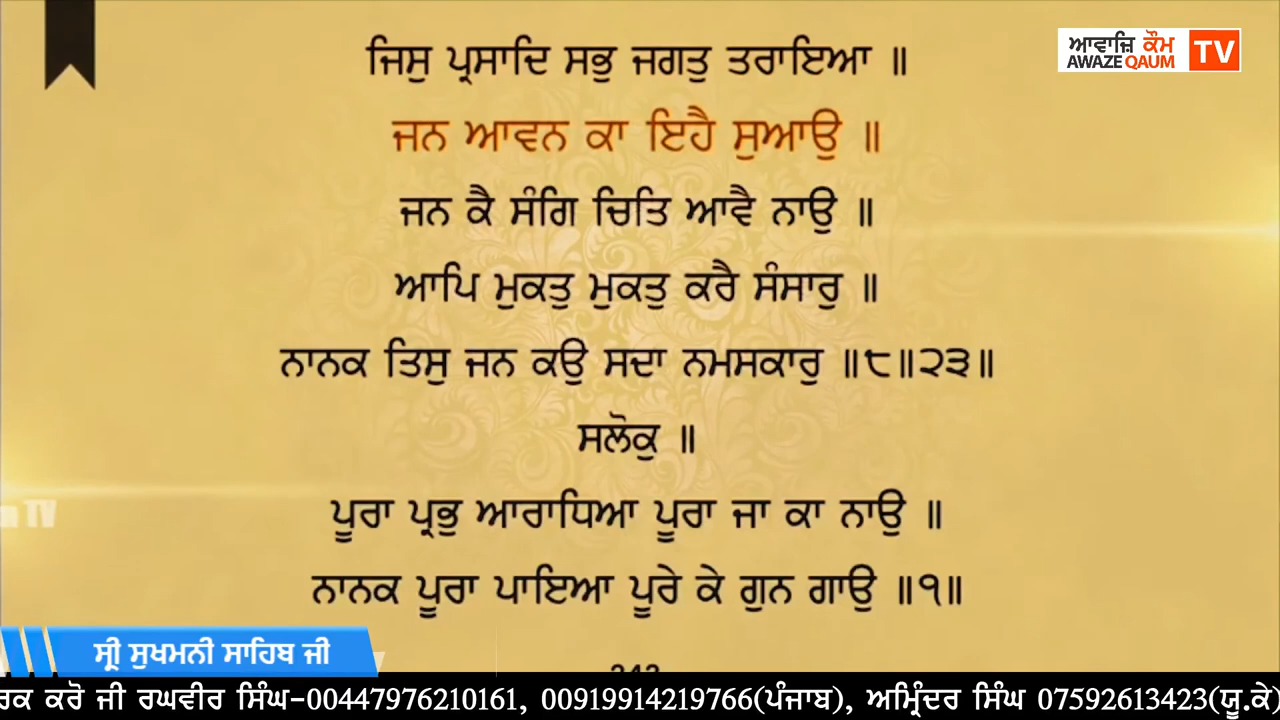 ਜਿਸੁ ਪ੍ਰਸਾਦਿ ਸਭੁ ਜਗਤੁ ਤਰਾਇਆ ॥
ਆਵਾਜ਼ਿ ਕੌਮ
AWAZE QAUM TV
ਜਨ ਆਵਨ ਕਾ ਇਹੈ ਸੁਆਉ ॥
ਜਨ ਕੈ ਸੰਗਿ ਚਿਤਿ ਆਵੈ ਨਾਉ ॥
ਆਪਿ ਮੁਕਤੁ ਮੁਕਤੁ ਕਰੈ ਸੰਸਾਰੁ ॥
ਨਾਨਕ ਤਿਸੁ ਜਨ ਕਉ ਸਦਾ ਨਮਸਕਾਰੁ ॥੮॥੨੩॥
ਸਲੋਕੁ ॥
ਪੂਰਾ ਪ੍ਰਭੁ ਆਰਾਧਿਆ ਪੂਰਾ ਜਾ ਕਾ ਨਾਉ ॥
TV
ਨਾਨਕ ਪੂਰਾ ਪਾਇਆ ਪੂਰੇ ਕੇ ਗੁਨ ਗਾਉ ॥੧॥
ਸ੍ਰੀ ਸੁਖਮਨੀ ਸਾਹਿਬ ਜੀ
ਰਕ ਕਰੋ ਜੀ ਰਘਵੀਰ ਸਿੰਘ-00447976210161, 00919914219766(ਪੰਜਾਬ), ਅਮ੍ਰਿੰਦਰ ਸਿੰਘ 07592613423(ਯੂ.ਕੇ)